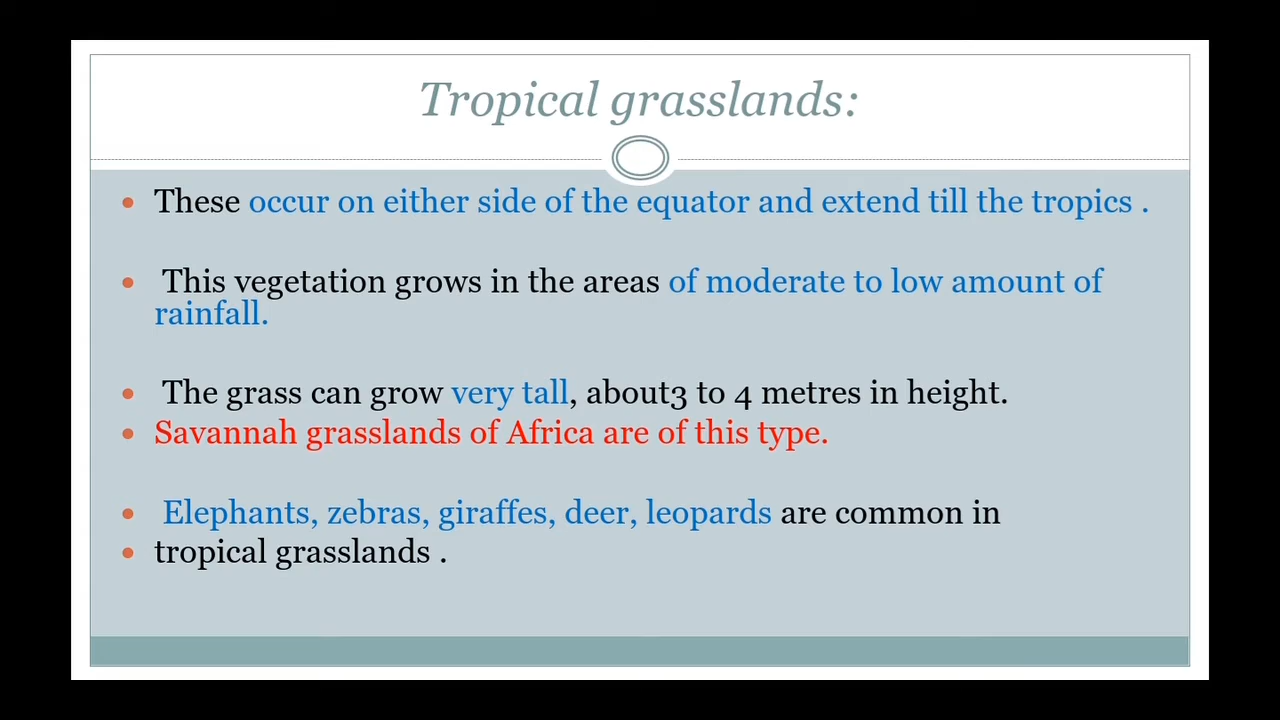 Tropical grasslands:
• These occur on either side of the equator and extend till the tropics .
• This vegetation grows in the areas of moderate to low amount of
rainfall.
• The grass can grow very tall, about3 to 4 metres in height.
• Savannah grasslands of Africa are of this type.
• Elephants, zebras, giraffes, deer, leopards are common in
• tropical grasslands .